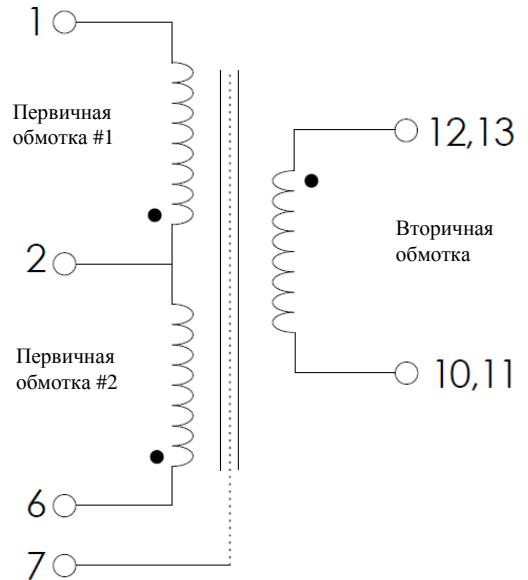 1
Первичная
обмотка #1
12,13
Вторичная
обмотка
2
Первичная
обмотка #2
10,11
6
7